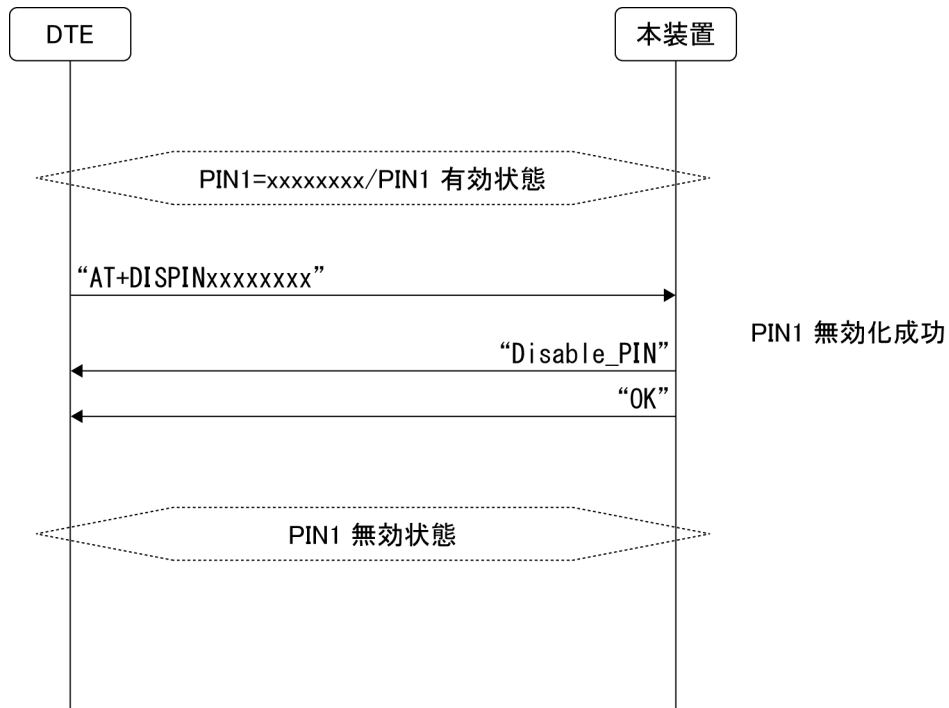 DTE
本装置
PIN1=xxxxxxxx/PIN1 有効状態
“AT+DISPINxxxxxxxx”
PIN1 無効化成功
“Disable_PIN”
“OK”
PIN1 無効状態